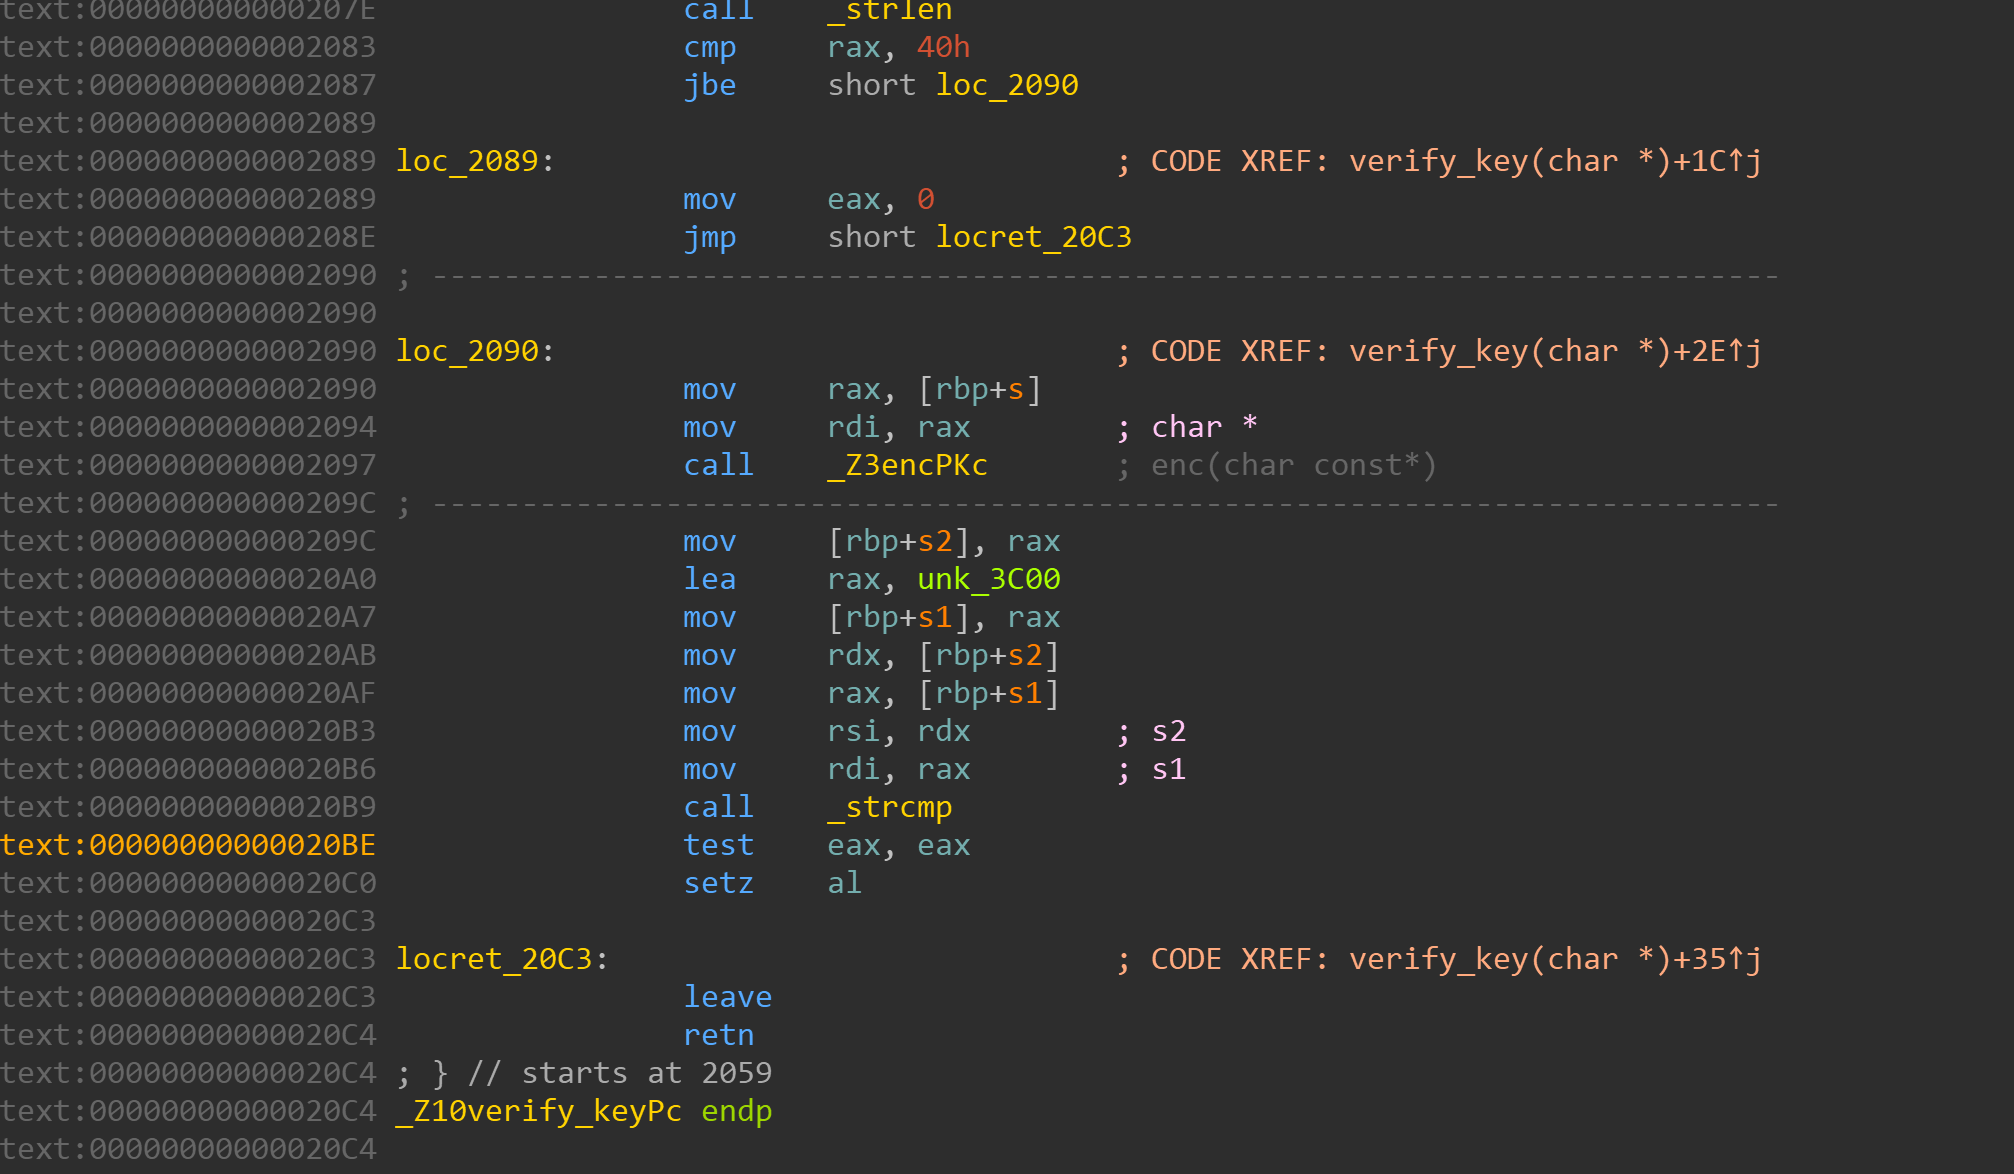 text:000000000000207E call _strlen
text:0000000000002083 cmp rax, 40h
text:0000000000002087 jbe short loc_2090
text:0000000000002089
text:0000000000002089 loc_2089: ; CODE XREF: verify_key(char *)+1C↑j
text:0000000000002089 mov eax, 0
text:000000000000208E jmp short locret_20C3
text:0000000000002090 ; ---------------------------------------------------------------------------
text:0000000000002090
text:0000000000002090 loc_2090: ; CODE XREF: verify_key(char *)+2E↑j
text:0000000000002090 mov rax, [rbp+s]
text:0000000000002094 mov rdi, rax ; char *
text:0000000000002097 call _Z3encPKc ; enc(char const*)
text:000000000000209C ; ---------------------------------------------------------------------------
text:000000000000209C mov [rbp+s2], rax
text:00000000000020A0 lea rax, unk_3C00
text:00000000000020A7 mov [rbp+s1], rax
text:00000000000020AB mov rdx, [rbp+s2]
text:00000000000020AF mov rax, [rbp+s1]
text:00000000000020B3 mov rsi, rdx ; s2
text:00000000000020B6 mov rdi, rax ; s1
text:00000000000020B9 call _strcmp
text:00000000000020BE test eax, eax
text:00000000000020C0 setz al
text:00000000000020C3
text:00000000000020C3 locret_20C3: ; CODE XREF: verify_key(char *)+35↑j
text:00000000000020C3 leave
text:00000000000020C4 retn
text:00000000000020C4 ; } // starts at 2059
text:00000000000020C4 _Z10verify_keyPc endp
text:00000000000020C4